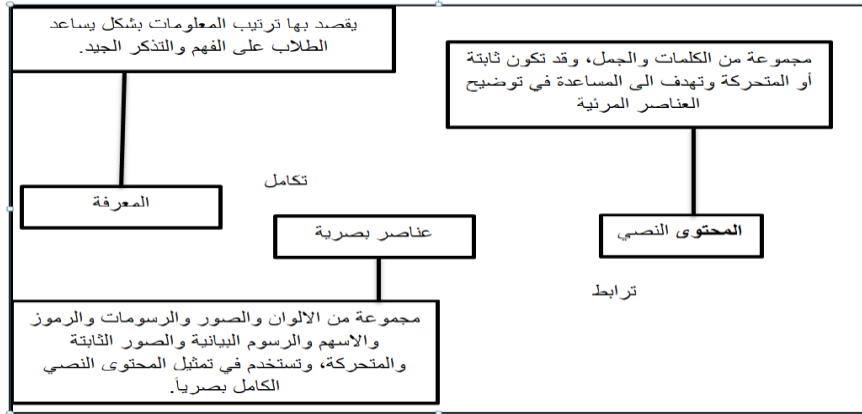 يقصد بها ترتيب المعلومات بشكل يساعد
الطلاب على الفهم والتذكر الجيد.
مجموعة من الكلمات والجمل، وقد تكون ثابتة
أو المتحركة وتهدف الى المساعدة في توضيح
العناصر المرئية
تكامل
المعرفة
عناصر بصرية
المحتوى النصي
ترابط
مجموعة من الالوان والصور والرسومات والرموز
والاسهم والرسوم البيانية والصور الثابتة
والمتحركة، وتستخدم في تمثيل المحتوى النصي
الكامل بصرياً.